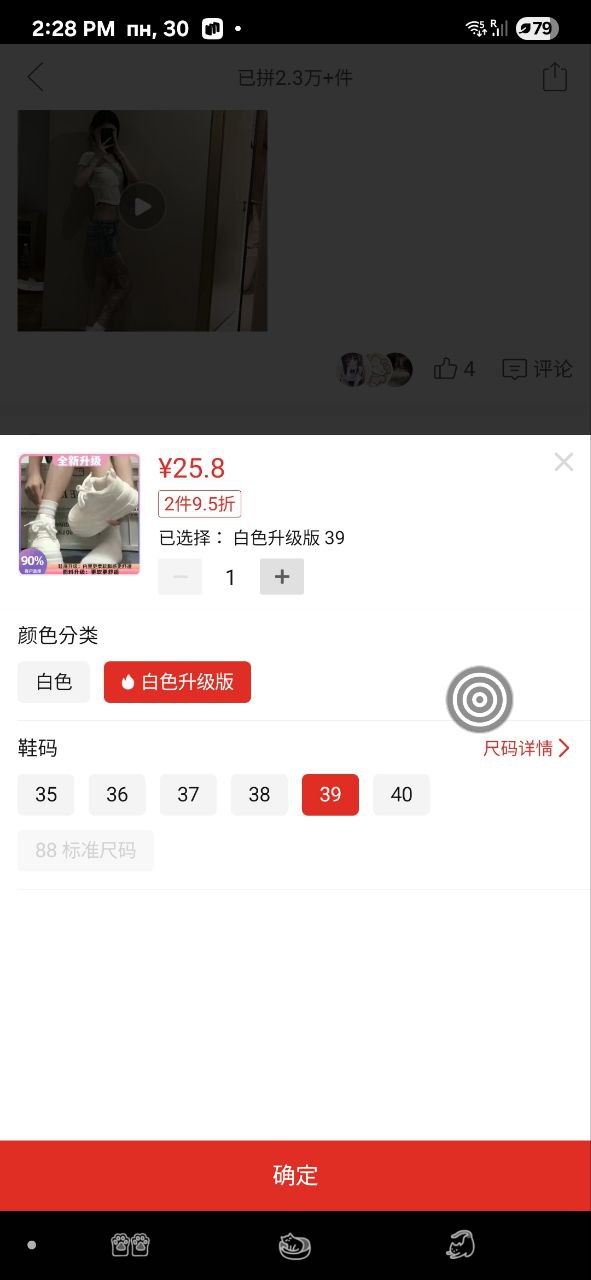 2:28 PM пн, 30
79
已拼2.3万+件
4
评论
全新升级
90%
¥25.8
2件9.5折
已选择： 白色升级版 39
1
颜色分类
白色
白色升级版
鞋码
尺码详情
35
36
37
38
39
40
88 标准尺码
确定